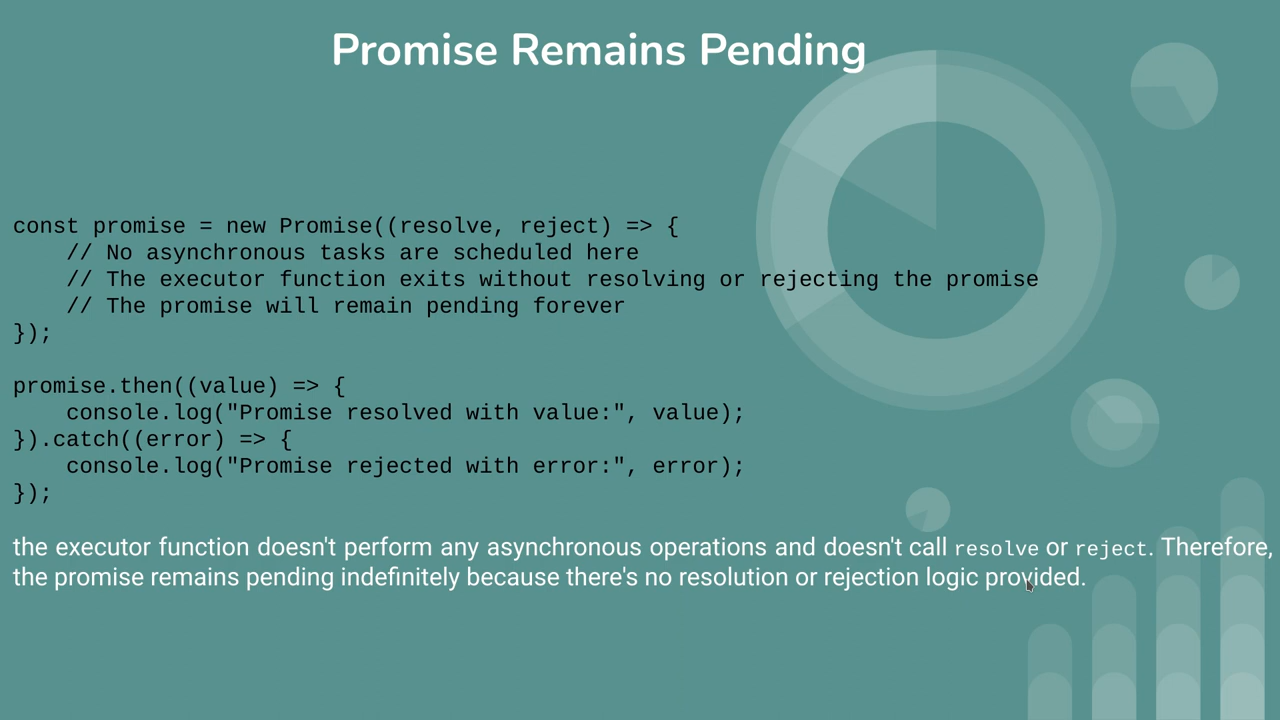 Promise Remains Pending
const promise = new Promise((resolve, reject) => {
    // No asynchronous tasks are scheduled here
    // The executor function exits without resolving or rejecting the promise
    // The promise will remain pending forever
});
promise.then((value) => {
    console.log("Promise resolved with value:", value);
}).catch((error) => {
    console.log("Promise rejected with error:", error);
});
the executor function doesn't perform any asynchronous operations and doesn't call resolve or reject. Therefore,
the promise remains pending indefinitely because there's no resolution or rejection logic provided.